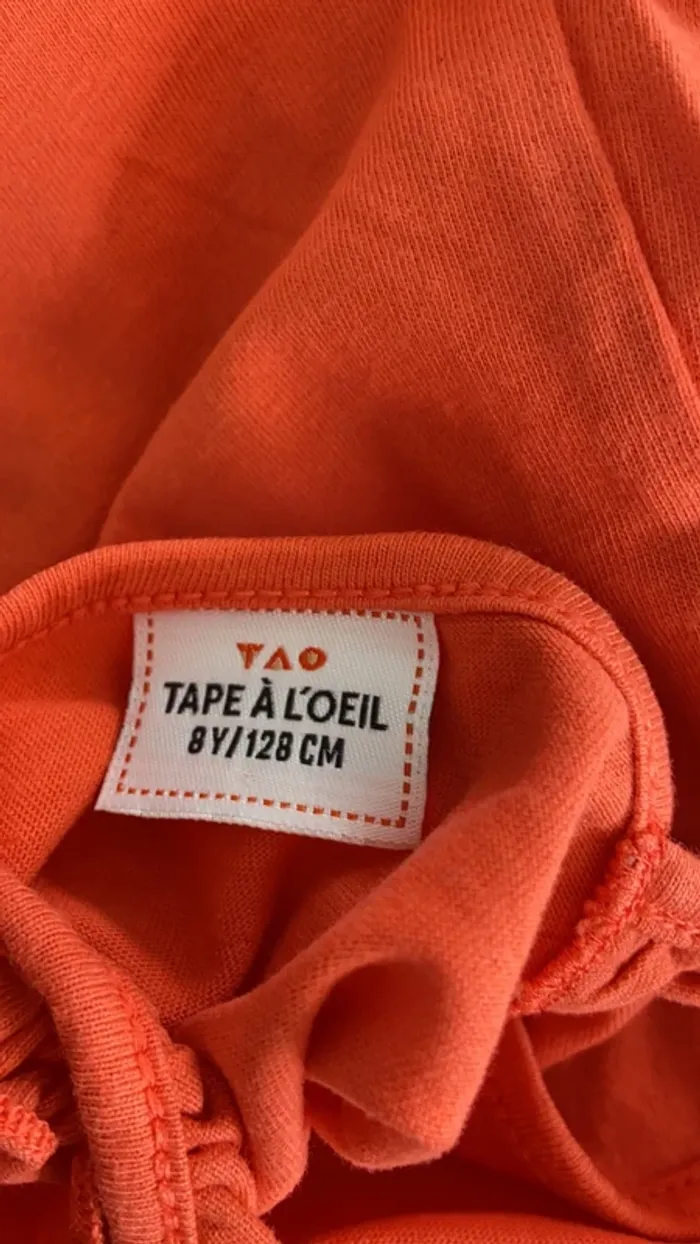 TAO
TAPE À L'OEIL
8Y/128 CM